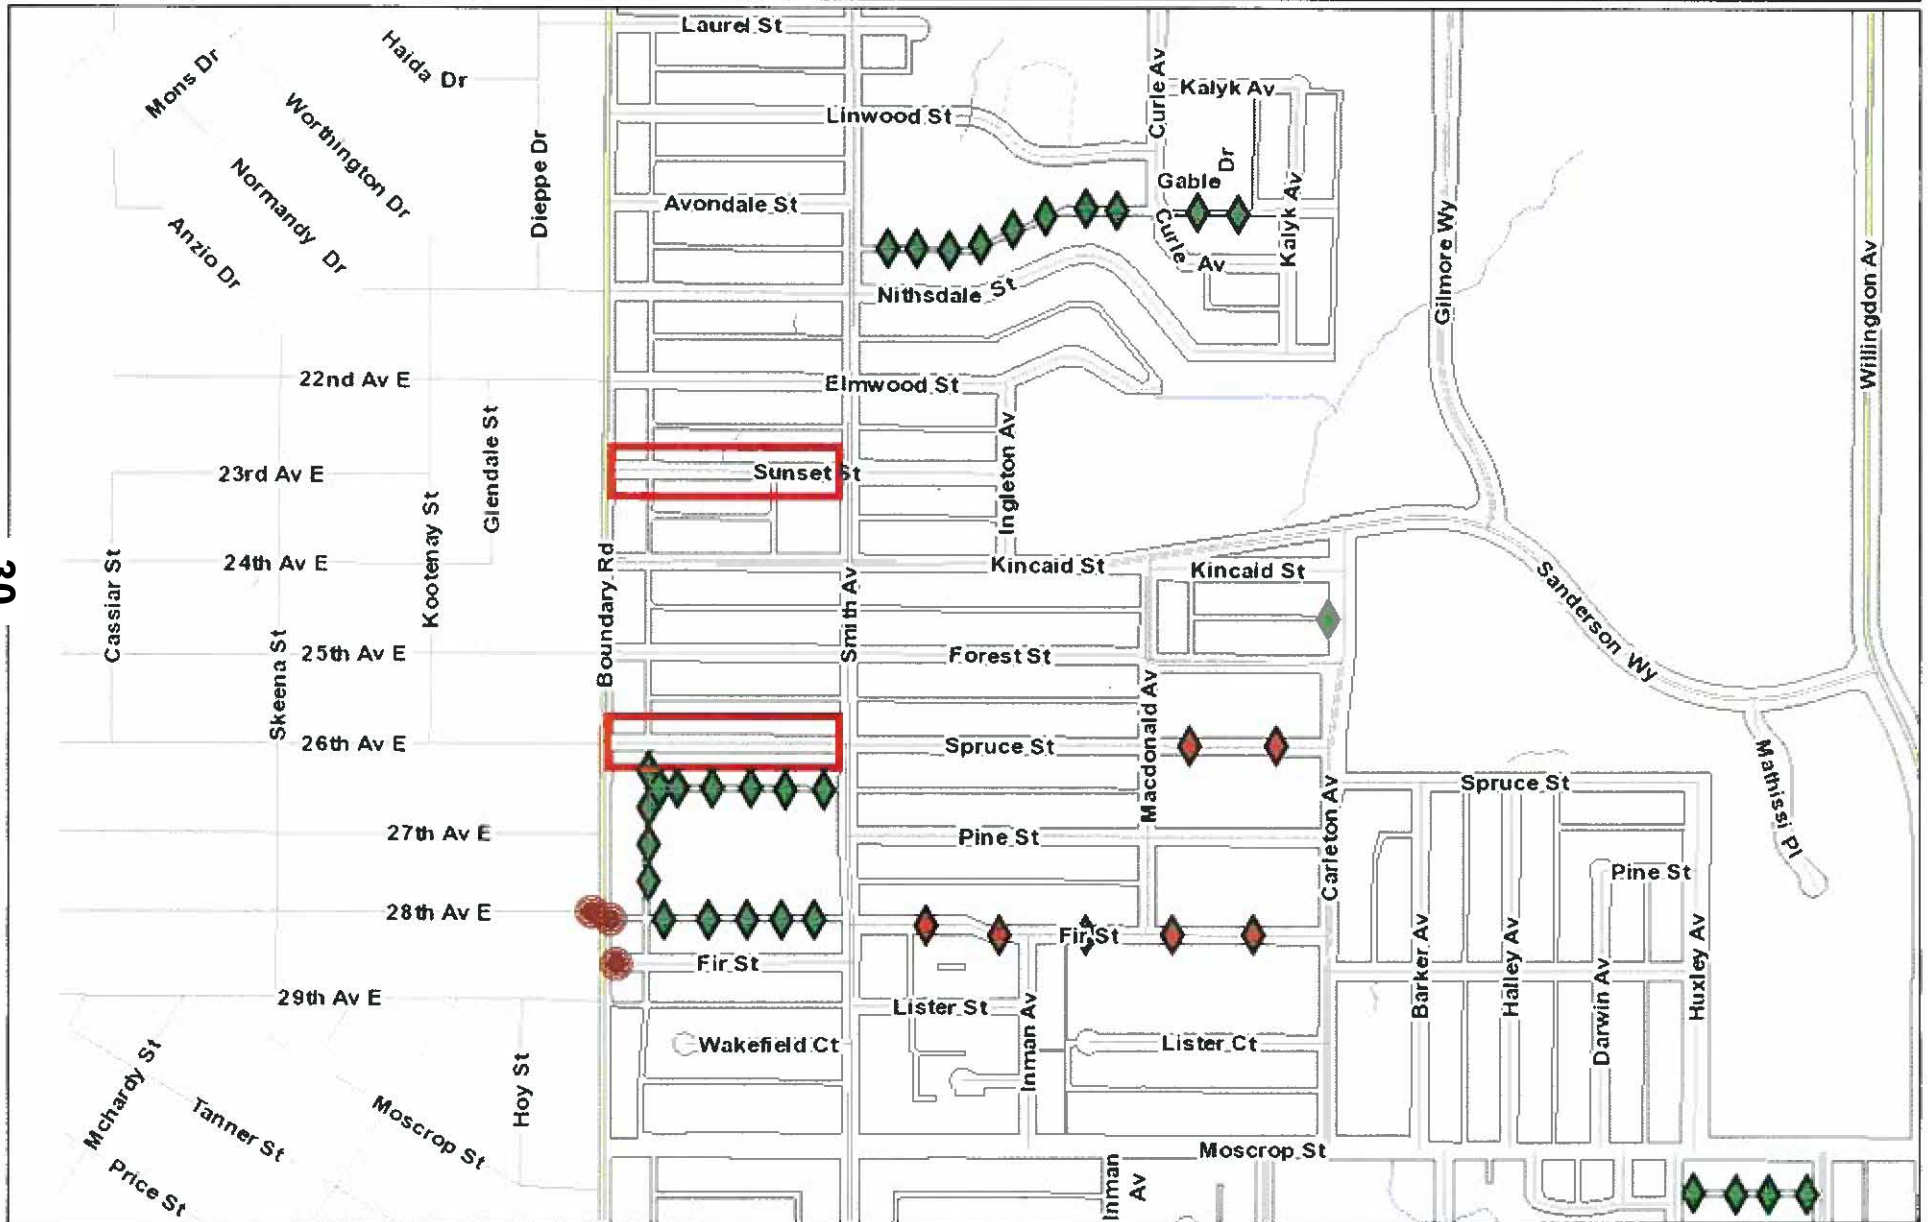 Laurel St
Haida Dr
Mons Dr
Curle Av
Kalyk Av
Worthington Dr
Linwood St
Dieppe Dr
Normandy Dr
Gable Dr
Avondale St
Kalyk Av
Anzio Dr
Curle Av
Gilmore Wy
Willingdon Av
Nithsdale St
22nd Av E
Elmwood St
Glendale St
Ingleton Av
23rd Av E
Sunset St
Kootenay St
24th Av E
Kincaid St
Kincaid St
Cassiar St
Boundary Rd
Smith Av
Sanderson Wy
25th Av E
Forest St
Skeena St
Macdonald Av
26th Av E
Spruce St
Mathissi Pl
Spruce St
27th Av E
Pine St
Carleton Av
Pine St
28th Av E
Fir St
Fir St
Barker Av
Halley Av
Darwin Av
Huxley Av
29th Av E
Lister St
Inman Av
Wakefield Ct
Lister Ct
Mchardy St
Hoy St
Tanner St
Moscrop St
Moscrop St
Price St
Inman Av